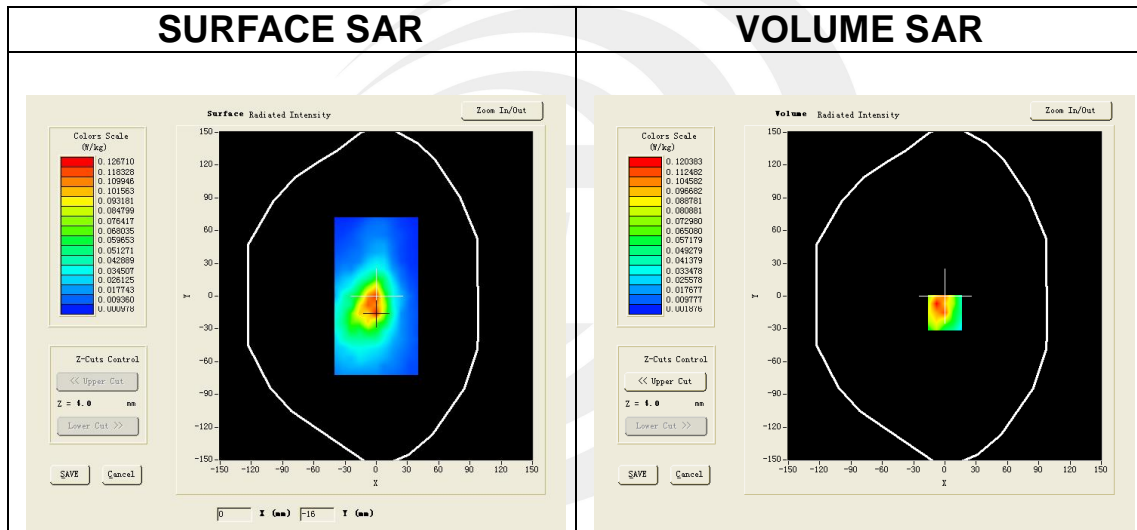 SURFACE SAR
VOLUME SAR
Surface Radiated Intensity
Zoom In/Out
Colors Scale
(W/kg)
0.126710
0.118328
0.109946
0.101563
0.093181
0.084799
0.076417
0.068035
0.059653
0.051271
0.042889
0.034507
0.026125
0.017743
0.009360
0.000978
150
120
90
60
30
0
-30
-60
-90
-120
-150
Y
-150 -120 -90 -60 -30 0 30 60 90 120 150
X
Z-Cuts Control
<< Upper Cut
Z = 4.0 mm
Lower Cut >>
SAVE Cancel
0 X (mm) -16 Y (mm)
Volume Radiated Intensity
Zoom In/Out
Colors Scale
(W/kg)
0.120383
0.112482
0.104582
0.096682
0.088781
0.080881
0.072980
0.065080
0.057179
0.049279
0.041379
0.033478
0.025578
0.017677
0.009777
0.001876
150
120
90
60
30
0
-30
-60
-90
-120
-150
Y
-150 -120 -90 -60 -30 0 30 60 90 120 150
X
Z-Cuts Control
<< Upper Cut
Z = 4.0 mm
Lower Cut >>
SAVE Cancel